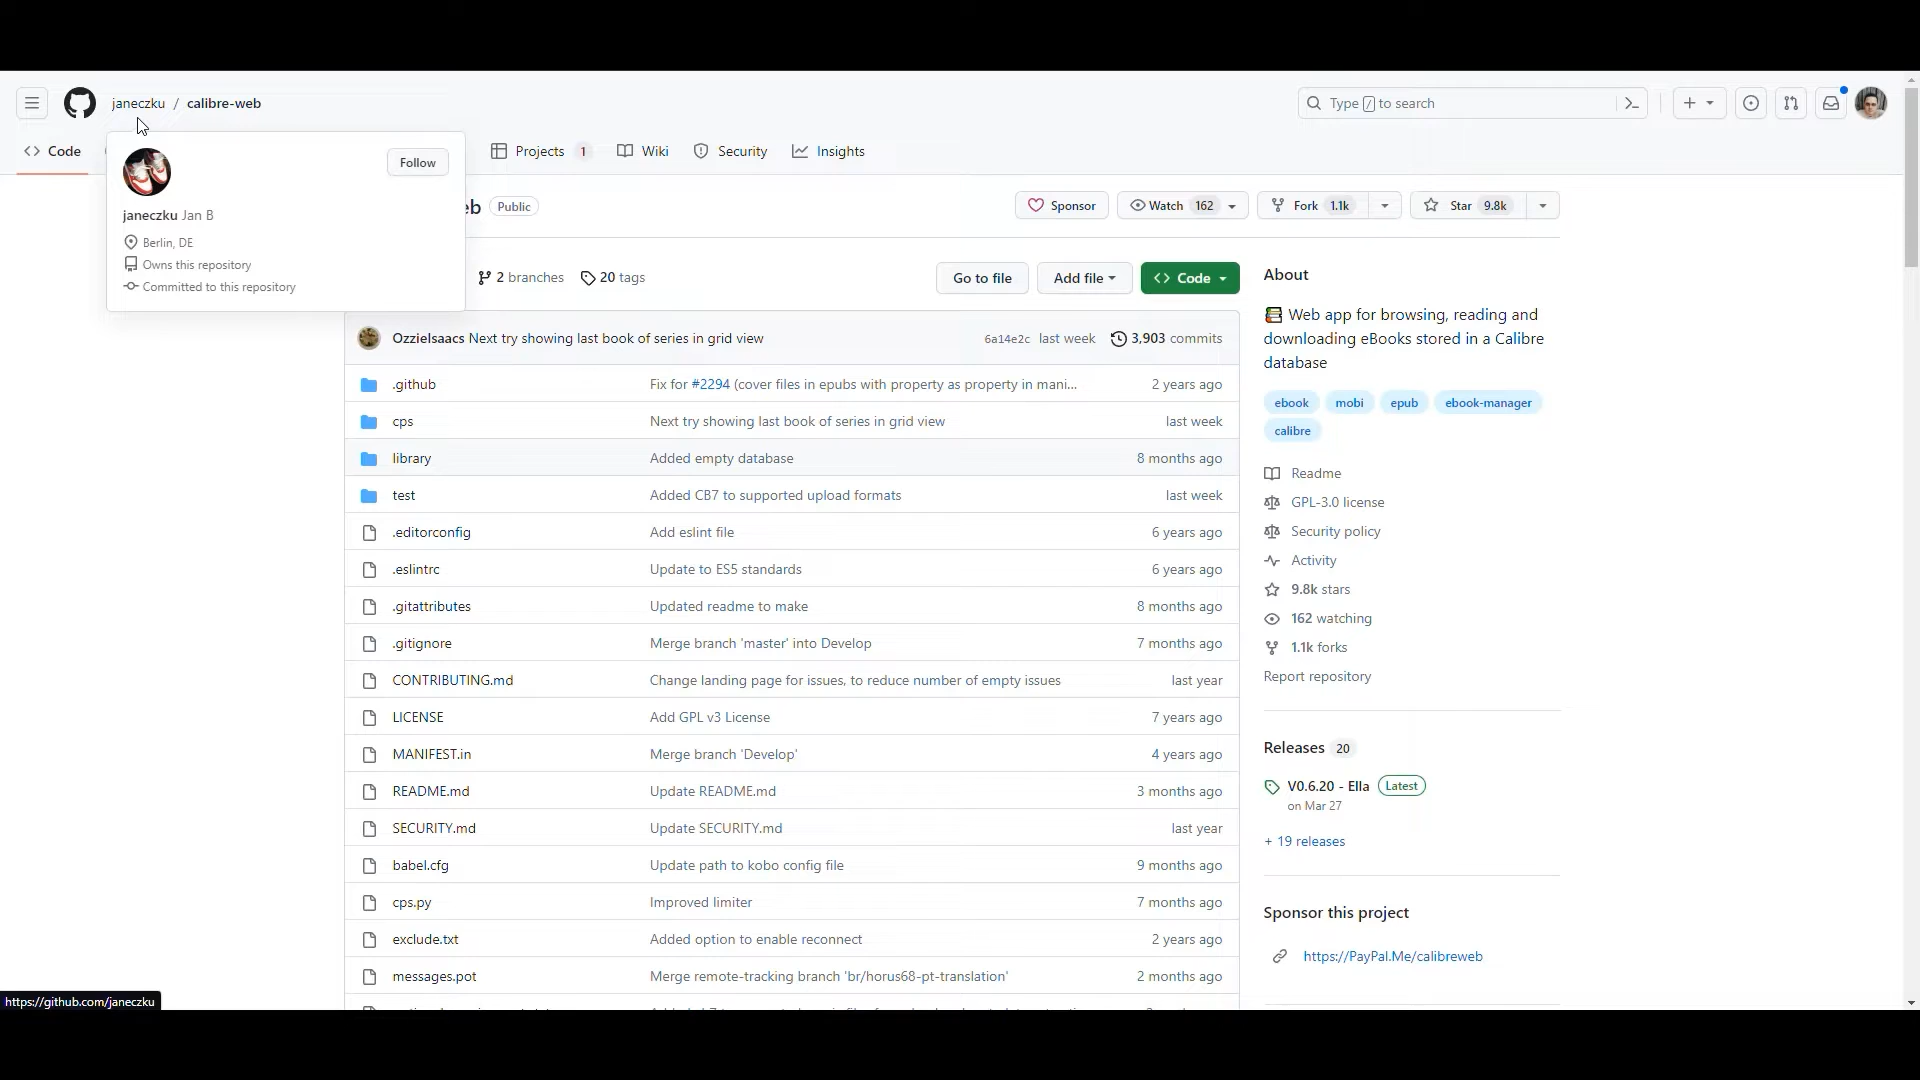 janeczku / calibre-web
Type / to search
Code
Projects 1
Wiki
Security
Insights
Follow
janeczku Jan B
Berlin, DE
Owns this repository
Committed to this repository
eb Public
Sponsor
Watch 162
Fork 1.1k
Star 9.8k
2 branches
20 tags
Go to file
Add file
Code
OzzieIsaacs Next try showing last book of series in grid view 6a14e2c last week 3,903 commits
.github Fix for #2294 (cover files in epubs with property as property in mani... 2 years ago
cps Next try showing last book of series in grid view last week
library Added empty database 8 months ago
test Added CB7 to supported upload formats last week
.editorconfig Add eslint file 6 years ago
.eslintrc Update to ES5 standards 6 years ago
.gitattributes Updated readme to make 8 months ago
.gitignore Merge branch 'master' into Develop 7 months ago
CONTRIBUTING.md Change landing page for issues, to reduce number of empty issues last year
LICENSE Add GPL v3 License 7 years ago
MANIFEST.in Merge branch 'Develop' 4 years ago
README.md Update README.md 3 months ago
SECURITY.md Update SECURITY.md last year
babel.cfg Update path to kobo config file 9 months ago
cps.py Improved limiter 7 months ago
exclude.txt Added option to enable reconnect 2 years ago
messages.pot Merge remote-tracking branch 'br/horus68-pt-translation' 2 months ago
About
Web app for browsing, reading and
downloading eBooks stored in a Calibre
database
ebook mobi epub ebook-manager
calibre
Readme
GPL-3.0 license
Security policy
Activity
9.8k stars
162 watching
1.1k forks
Report repository
Releases 20
V0.6.20 - Ella Latest
on Mar 27
+ 19 releases
Sponsor this project
https://PayPal.Me/calibreweb
https://github.com/janeczku